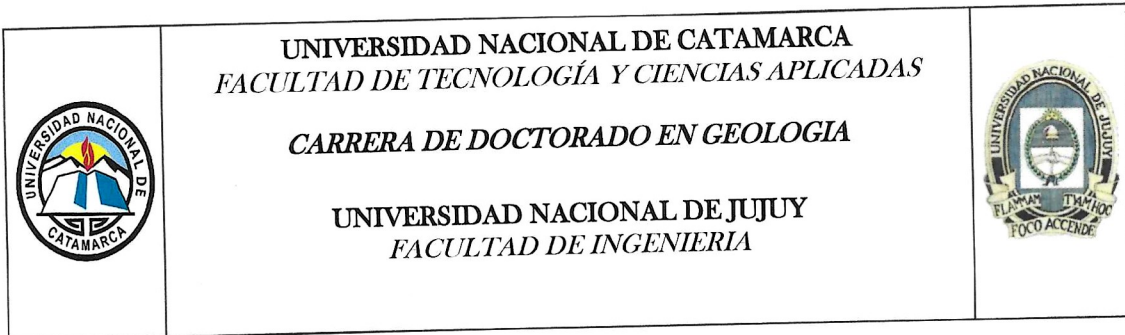 UNIVERSIDAD NACIONAL DE CATAMARCA
FACULTAD DE TECNOLOGÍA Y CIENCIAS APLICADAS
CARRERA DE DOCTORADO EN GEOLOGIA
UNIVERSIDAD NACIONAL DE JUJUY
FACULTAD DE INGENIERIA
UNIVERSIDAD NACIONAL DE
CATAMARCA
UNIVERSIDAD NACIONAL DE JUJUY
FLAMMAM
TVAM HOC
FOCO ACCENDE